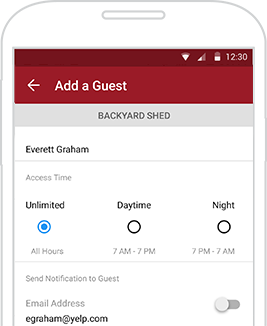 12:30
Add a Guest
BACKYARD SHED
Everett Graham
Access Time
Unlimited Daytime Night
All Hours 7 AM - 7 PM 7 PM - 7 AM
Send Notification to Guest
Email Address
egraham@yelp.com